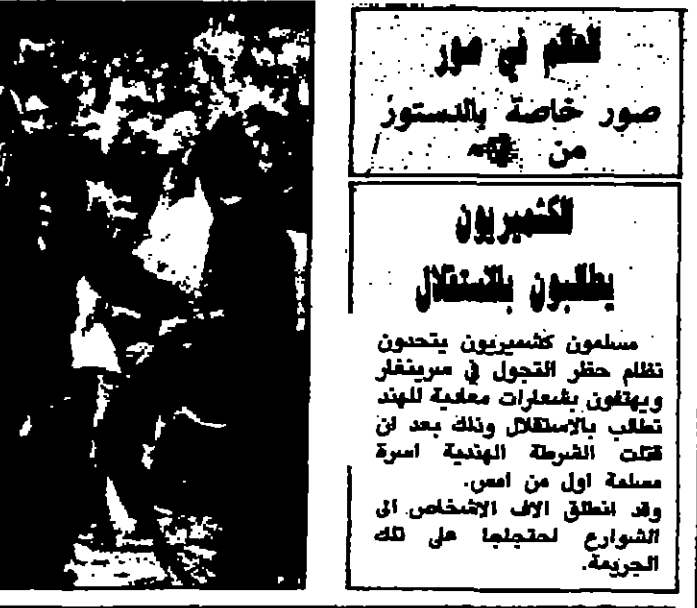 العالم في صور
صور خاصة بالدستور
من
الكشميريون
يطالبون بالاستقلال
مسلمون كشميريون يتحدون
نظام حظر التجول في سرينغار
ويهتفون بشعارات معادية للهند
تطالب بالاستقلال وذلك بعد ان
قتلت الشرطة الهندية اسرة
مسلمة اول من امس.
وقد انطلق الاف الاشخاص الى
الشوارع احتجاجا على تلك
الجريمة.